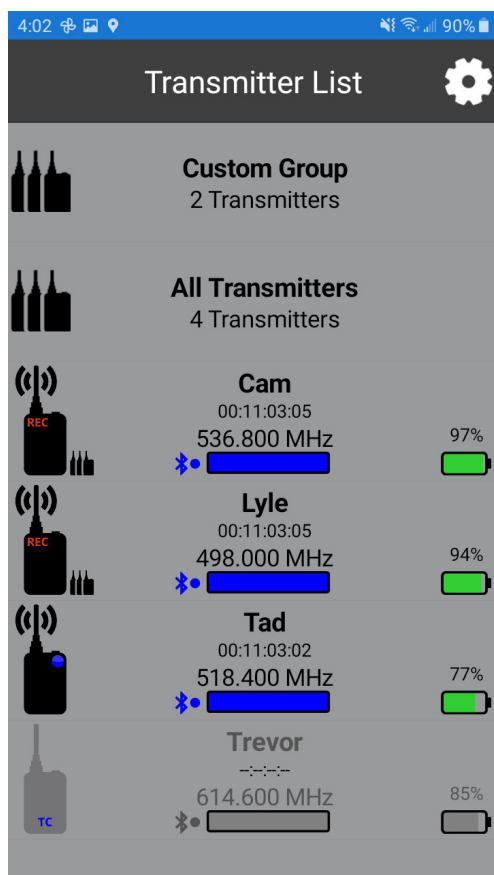 4:02 90%
Transmitter List
Custom Group
2 Transmitters
All Transmitters
4 Transmitters
Cam
00:11:03:05
REC
536.800 MHz 97%
Lyle
00:11:03:05
REC
498.000 MHz 94%
Tad
00:11:03:02
518.400 MHz 77%
Trevor
--:--:--:--
614.600 MHz 85%
TC